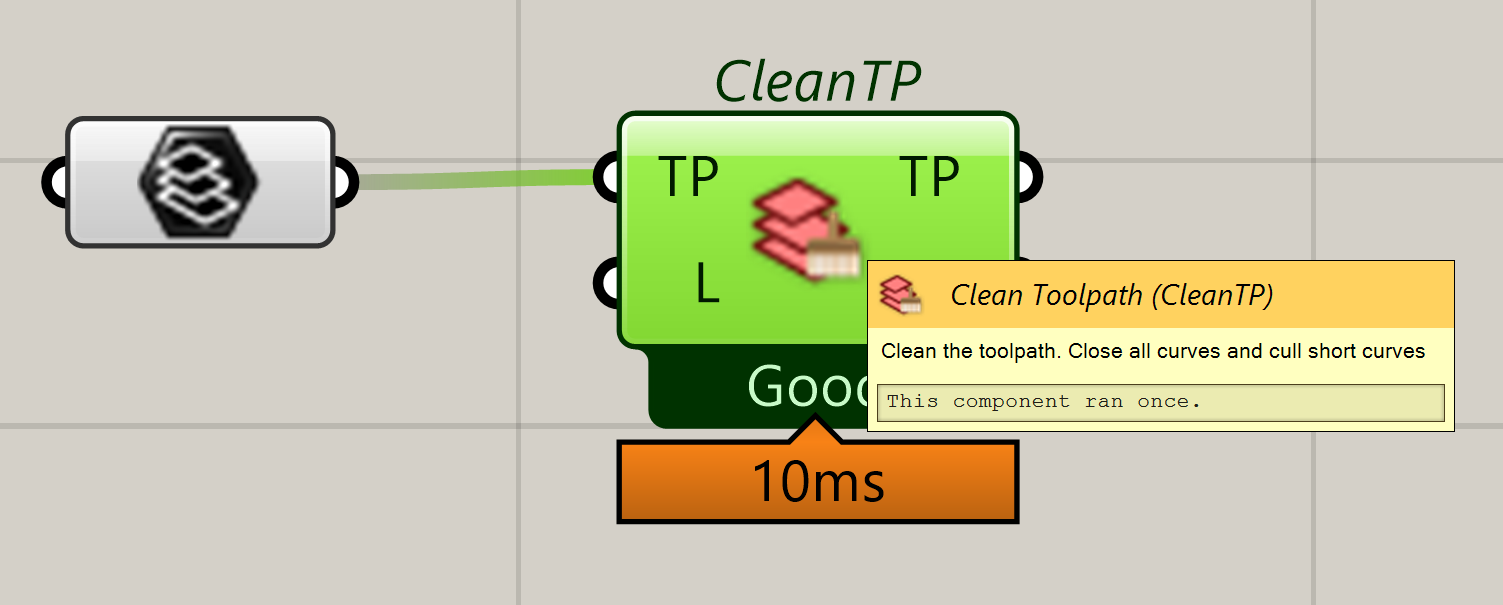 CleanTP
TP
TP
L
Clean Toolpath (CleanTP)
Clean the toolpath. Close all curves and cull short curves
This component ran once.
10ms